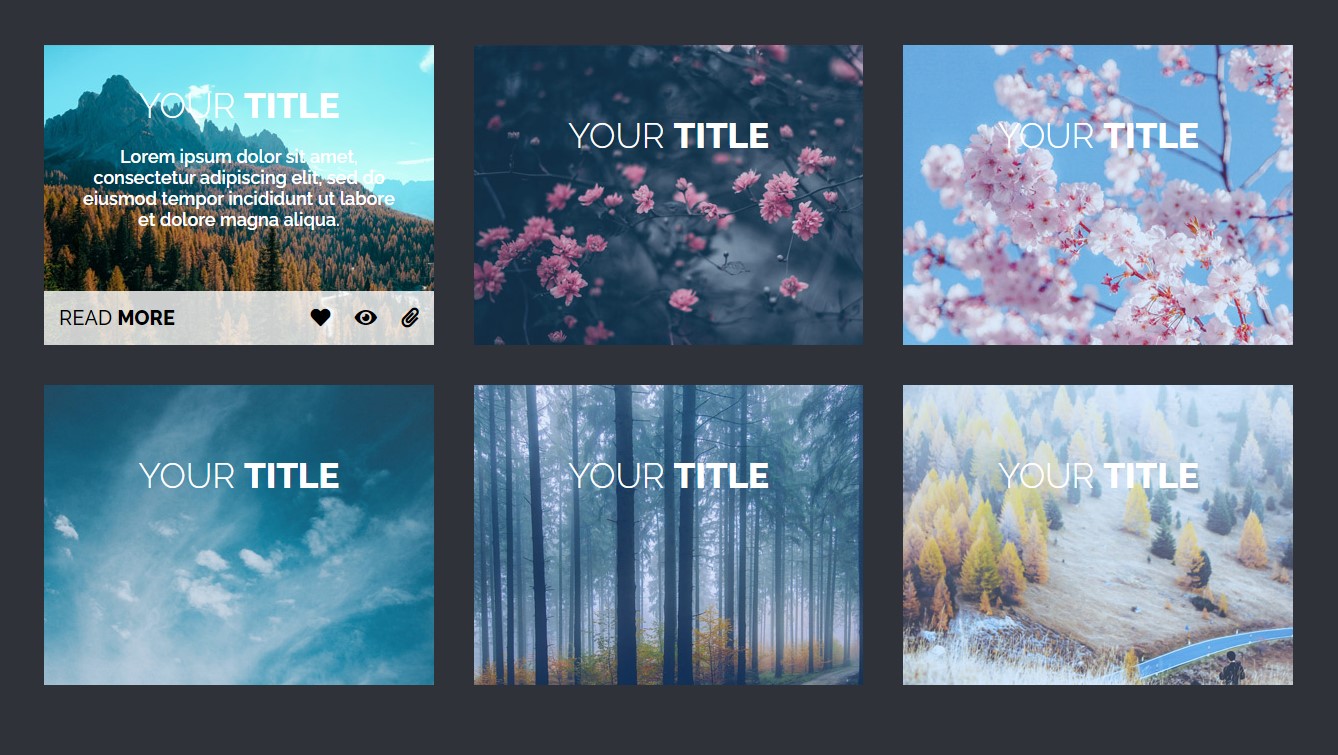 YOUR TITLE
Lorem ipsum dolor sit amet,
consectetur adipiscing elit, sed do
eiusmod tempor incididunt ut labore
et dolore magna aliqua.
READ MORE
YOUR TITLE
YOUR TITLE
YOUR TITLE
YOUR TITLE
YOUR TITLE